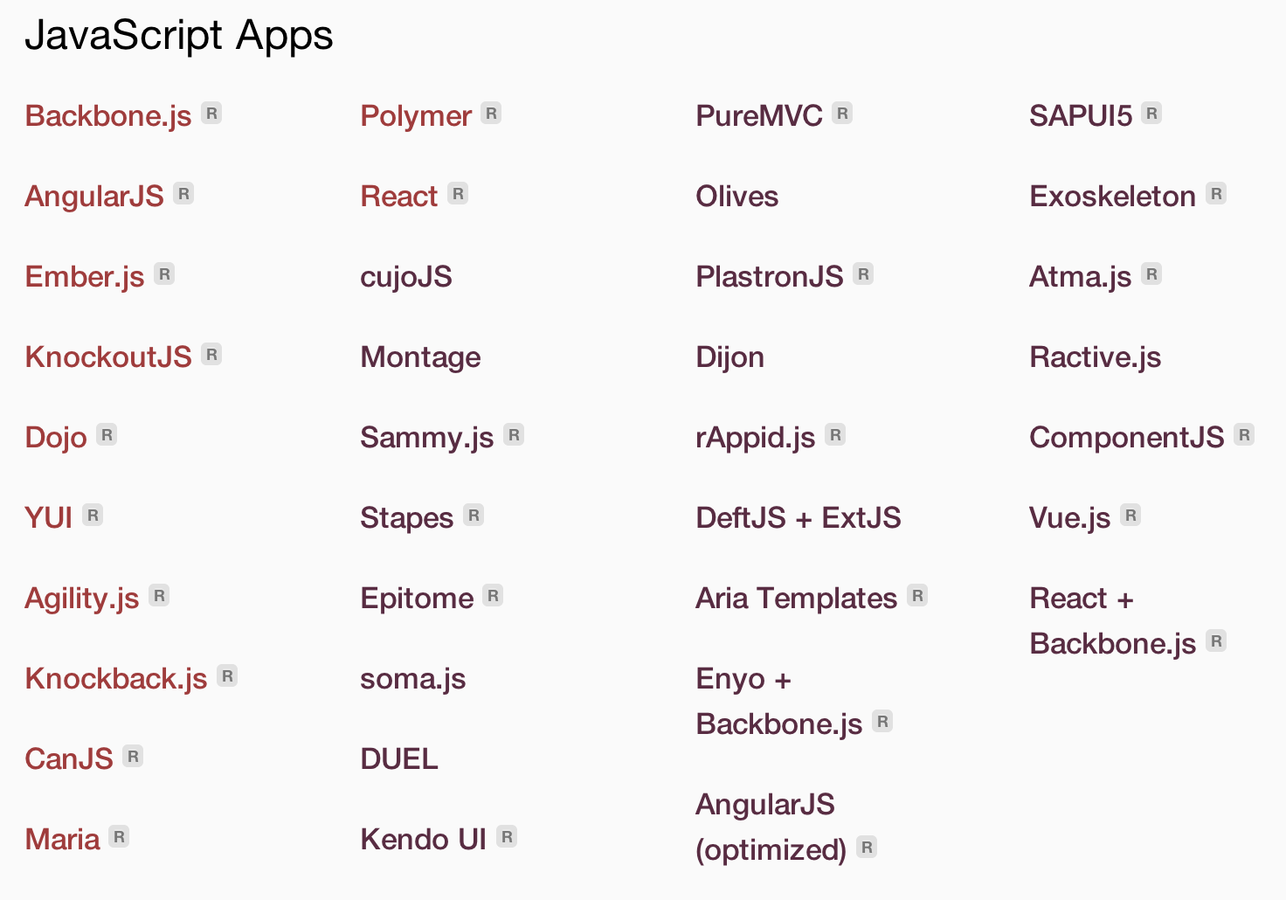 JavaScript Apps
Backbone.js R
AngularJS R
Ember.js R
KnockoutJS R
Dojo R
YUI R
Agility.js R
Knockback.js R
CanJS R
Maria R
Polymer R
React R
cujoJS
Montage
Sammy.js R
Stapes R
Epitome R
soma.js
DUEL
Kendo UI R
PureMVC R
Olives
PlastronJS R
Dijon
rAppid.js R
DeftJS + ExtJS
Aria Templates R
Enyo +
Backbone.js R
AngularJS
(optimized) R
SAPUI5 R
Exoskeleton R
Atma.js R
Ractive.js
ComponentJS R
Vue.js R
React +
Backbone.js R